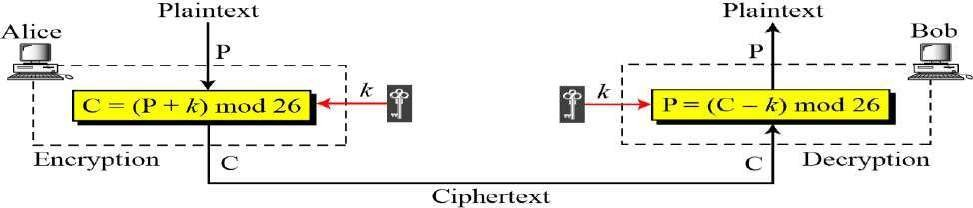 Plaintext
Plaintext
Alice
Bob
P
P
C = (P + k) mod 26
k
k
P = (C − k) mod 26
Encryption
C
C
Decryption
Ciphertext